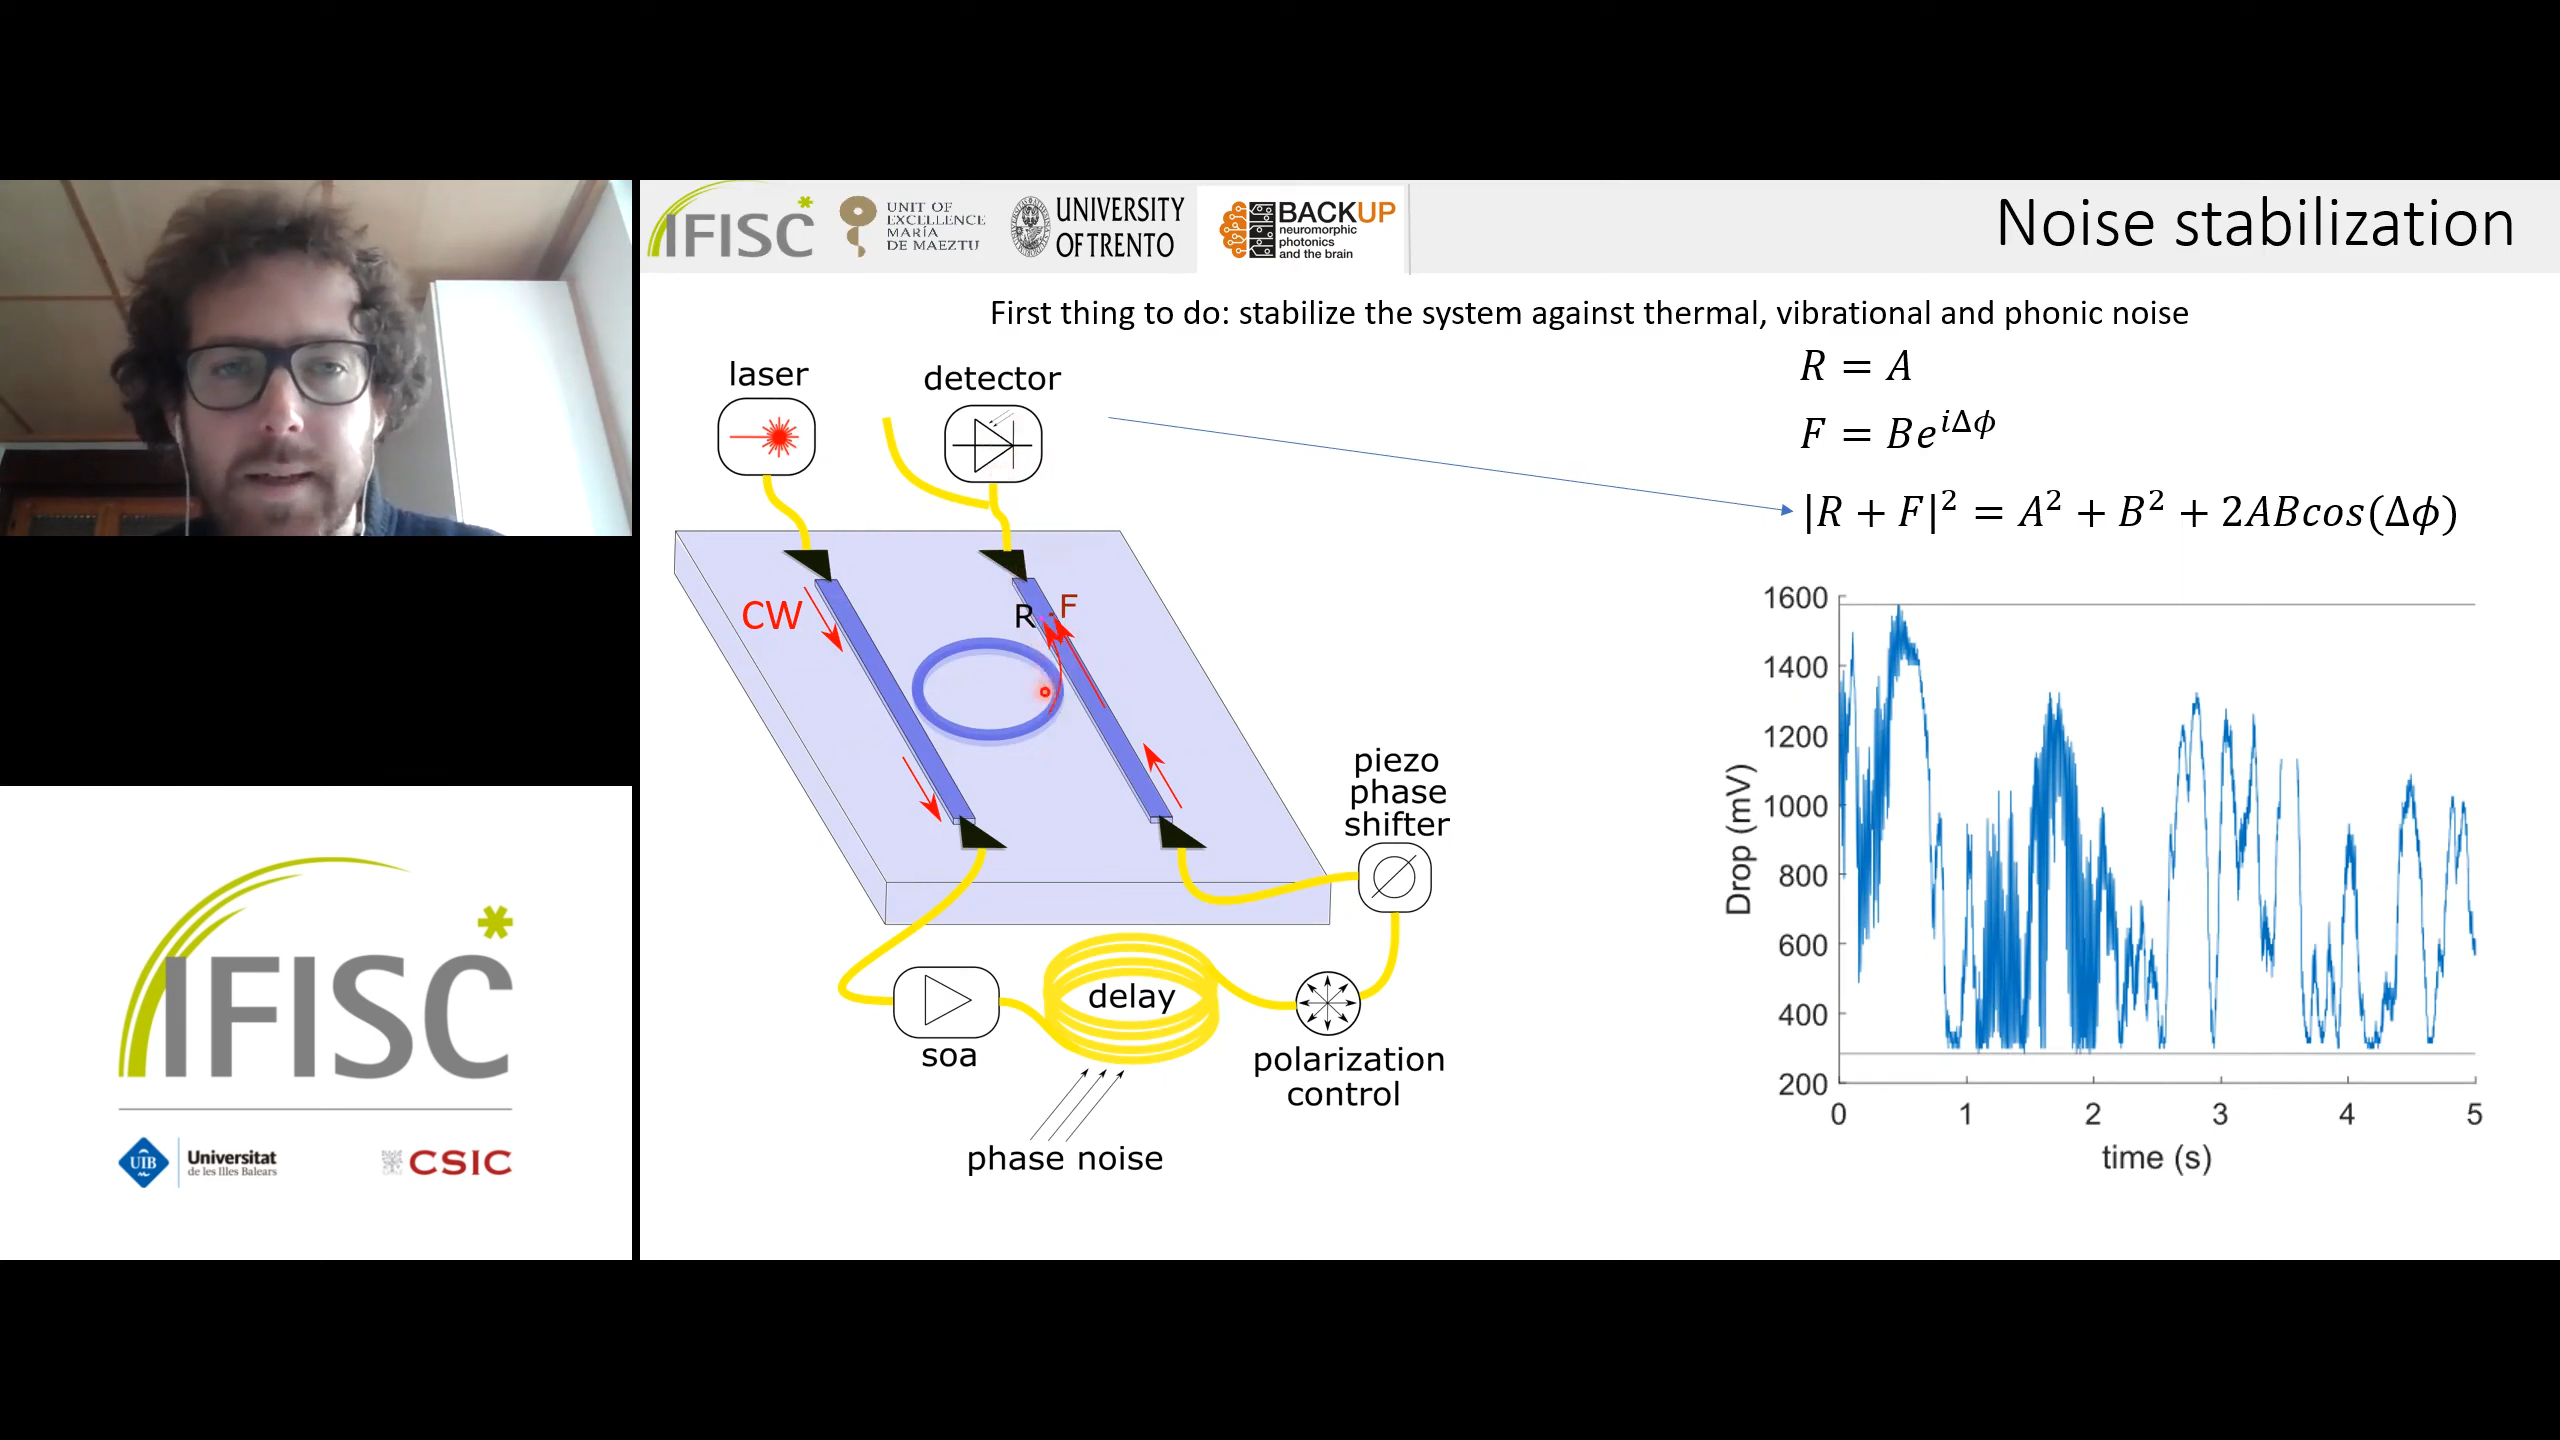 IFISC
UNIT OF
EXCELLENCE
MARÍA
DE MAEZTU
UNIVERSITY
OF TRENTO
BACKUP
neuromorphic
photonics
and the brain
Noise stabilization
First thing to do: stabilize the system against thermal, vibrational and phonic noise
R = A
F = Be^{iΔϕ}
|R + F|² = A² + B² + 2ABcos(Δϕ)
laser
detector
CW
R
F
piezo
phase
shifter
delay
soa
polarization
control
phase noise
1600
1400
1200
1000
800
600
400
200
Drop (mV)
0 1 2 3 4 5
time (s)
IFISC
UIB
Universitat
de les Illes Balears
CSIC